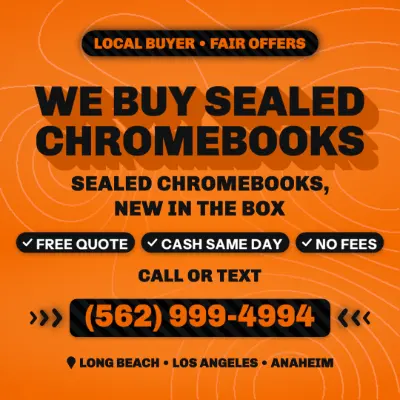 LOCAL BUYER • FAIR OFFERS
WE BUY SEALED
CHROMEBOOKS
SEALED CHROMEBOOKS,
NEW IN THE BOX
FREE QUOTE CASH SAME DAY NO FEES
CALL OR TEXT
(562) 999-4994
LONG BEACH • LOS ANGELES • ANAHEIM